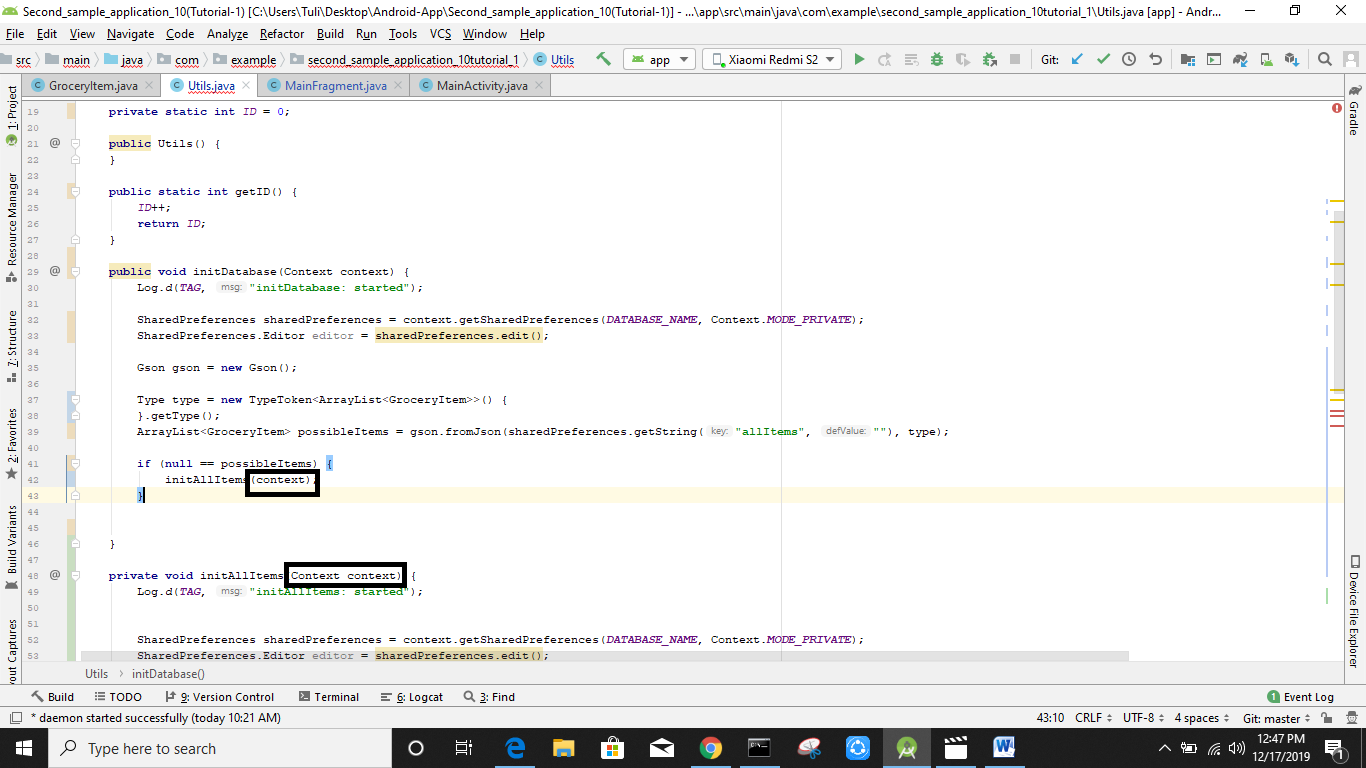 Second_sample_application_10(Tutorial-1) [C:\Users\Tuli\Desktop\Android-App\Second_sample_application_10(Tutorial-1)] - ...\app\src\main\java\com\example\second_sample_application_10tutorial_1\Utils.java [app] - Andr...
File Edit View Navigate Code Analyze Refactor Build Run Tools VCS Window Help
src main java com example second_sample_application_10tutorial_1 Utils app Xiaomi Redmi S2 Git:
GroceryItem.java Utils.java MainFragment.java MainActivity.java
1: Project
Resource Manager
7: Structure
2: Favorites
Build Variants
yout Captures
19 private static int ID = 0;
20
21 @ public Utils() {
22 }
23
24 public static int getID() {
25 ID++;
26 return ID;
27 }
28
29 @ public void initDatabase(Context context) {
30 Log.d(TAG, msg: "initDatabase: started");
31
32 SharedPreferences sharedPreferences = context.getSharedPreferences(DATABASE_NAME, Context.MODE_PRIVATE);
33 SharedPreferences.Editor editor = sharedPreferences.edit();
34
35 Gson gson = new Gson();
36
37 Type type = new TypeToken<ArrayList<GroceryItem>>() {
38 }.getType();
39 ArrayList<GroceryItem> possibleItems = gson.fromJson(sharedPreferences.getString( key: "allItems", defValue: ""), type);
40
41 if (null == possibleItems) {
42 initAllItems(context);
43 }
44
45
46 }
47
48 @ private void initAllItems(Context context) {
49 Log.d(TAG, msg: "initAllItems: started");
50
51
52 SharedPreferences sharedPreferences = context.getSharedPreferences(DATABASE_NAME, Context.MODE_PRIVATE);
53 SharedPreferences.Editor editor = sharedPreferences.edit();
Gradle
Device File Explorer
Utils › initDatabase()
Build TODO 9: Version Control Terminal 6: Logcat 3: Find 1 Event Log
* daemon started successfully (today 10:21 AM) 43:10 CRLF UTF-8 4 spaces Git: master
Type here to search
12:47 PM
12/17/2019
1